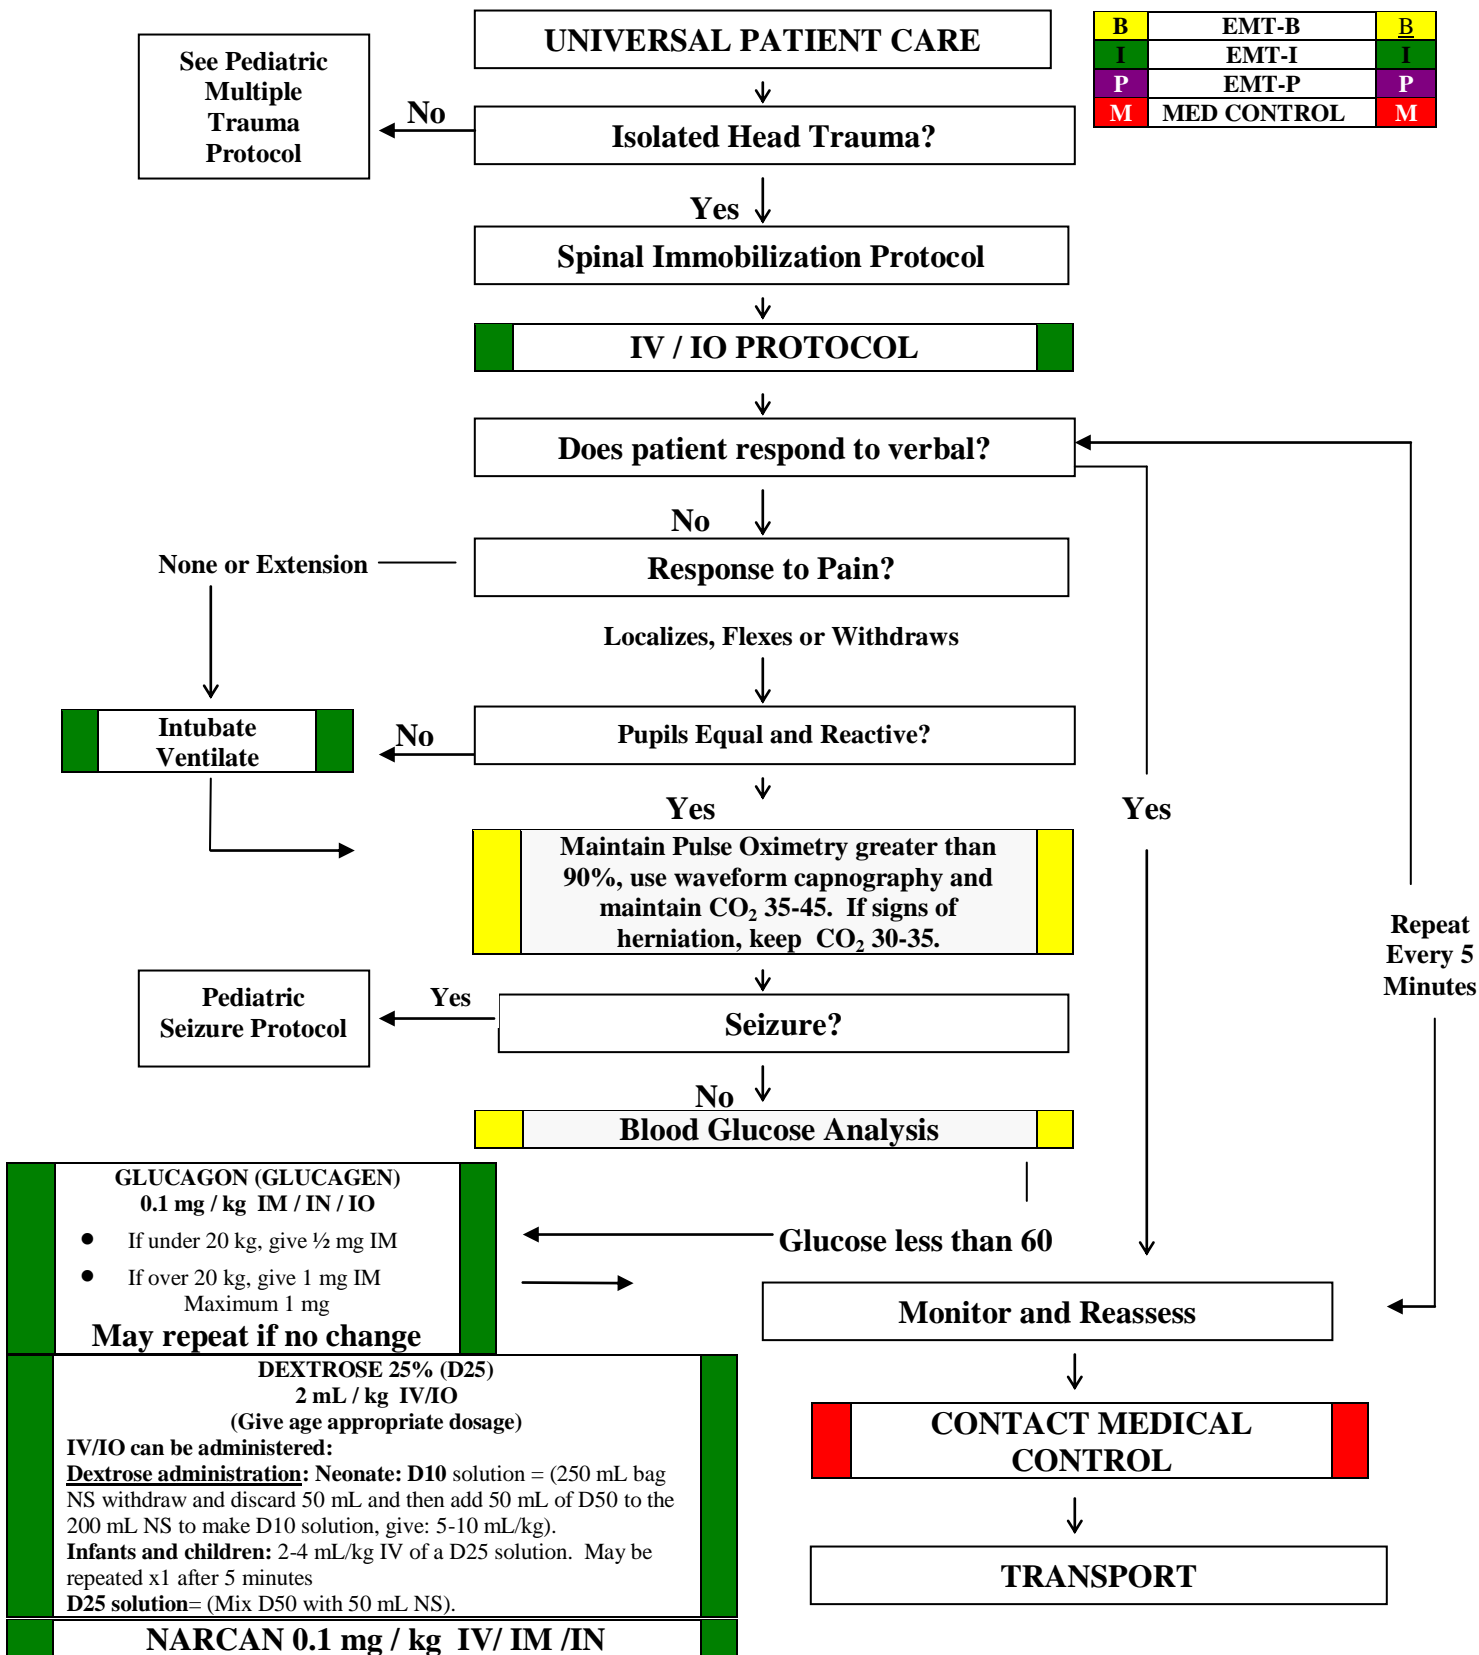 UNIVERSAL PATIENT CARE
B EMT-B B
I EMT-I I
P EMT-P P
M MED CONTROL M
See Pediatric
Multiple
Trauma
Protocol
No
Isolated Head Trauma?
Yes
Spinal Immobilization Protocol
IV / IO PROTOCOL
Does patient respond to verbal?
No
None or Extension
Response to Pain?
Localizes, Flexes or Withdraws
Intubate
Ventilate
No
Pupils Equal and Reactive?
Yes
Yes
Maintain Pulse Oximetry greater than
90%, use waveform capnography and
maintain CO₂ 35-45. If signs of
herniation, keep CO₂ 30-35.
Repeat
Every 5
Minutes
Pediatric
Seizure Protocol
Yes
Seizure?
No
Blood Glucose Analysis
GLUCAGON (GLUCAGEN)
0.1 mg / kg IM / IN / IO
● If under 20 kg, give ½ mg IM
● If over 20 kg, give 1 mg IM
Maximum 1 mg
May repeat if no change
Glucose less than 60
Monitor and Reassess
DEXTROSE 25% (D25)
2 mL / kg IV/IO
(Give age appropriate dosage)
IV/IO can be administered:
Dextrose administration: Neonate: D10 solution = (250 mL bag
NS withdraw and discard 50 mL and then add 50 mL of D50 to the
200 mL NS to make D10 solution, give: 5-10 mL/kg).
Infants and children: 2-4 mL/kg IV of a D25 solution. May be
repeated x1 after 5 minutes
D25 solution= (Mix D50 with 50 mL NS).
NARCAN 0.1 mg / kg IV/ IM /IN
CONTACT MEDICAL
CONTROL
TRANSPORT